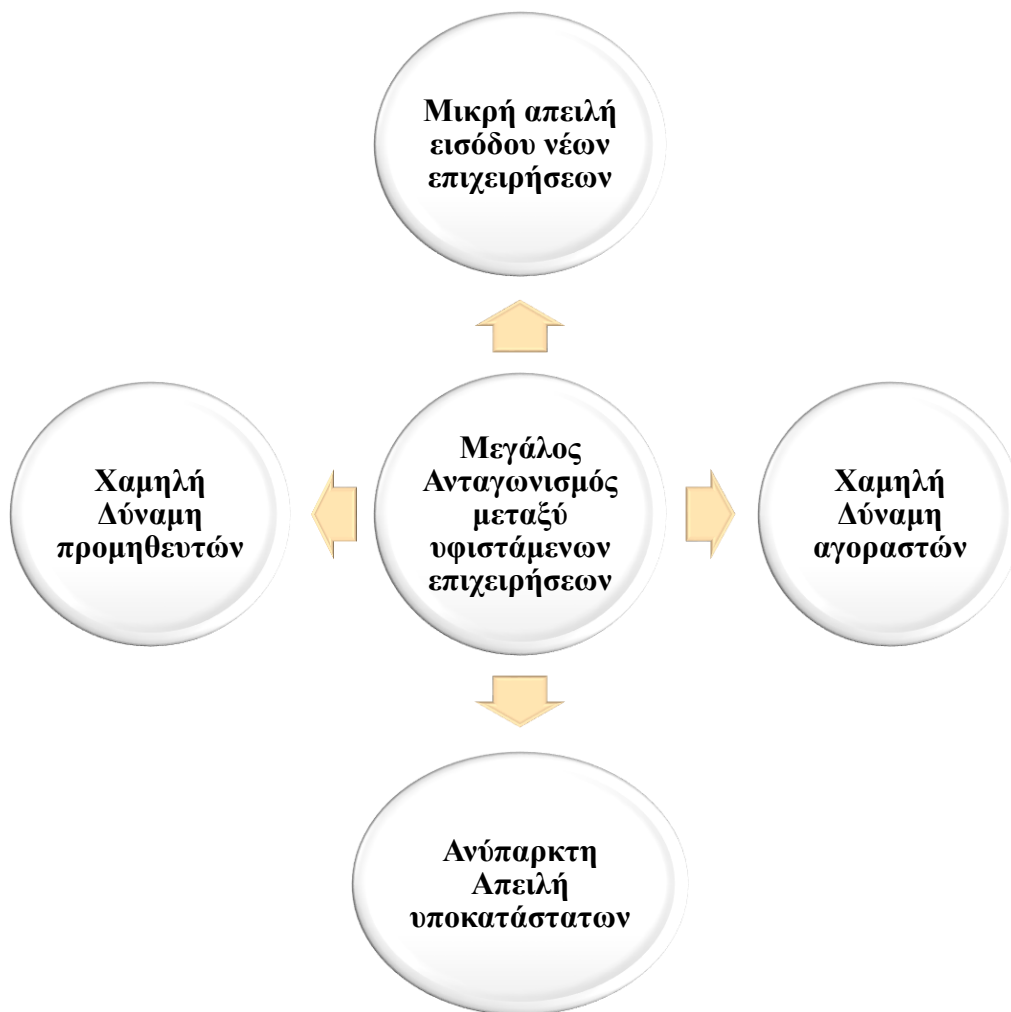 Μικρή απειλή
εισόδου νέων
επιχειρήσεων
Χαμηλή
Δύναμη
προμηθευτών
Μεγάλος
Ανταγωνισμός
μεταξύ
υφιστάμενων
επιχειρήσεων
Χαμηλή
Δύναμη
αγοραστών
Ανύπαρκτη
Απειλή
υποκατάστατων